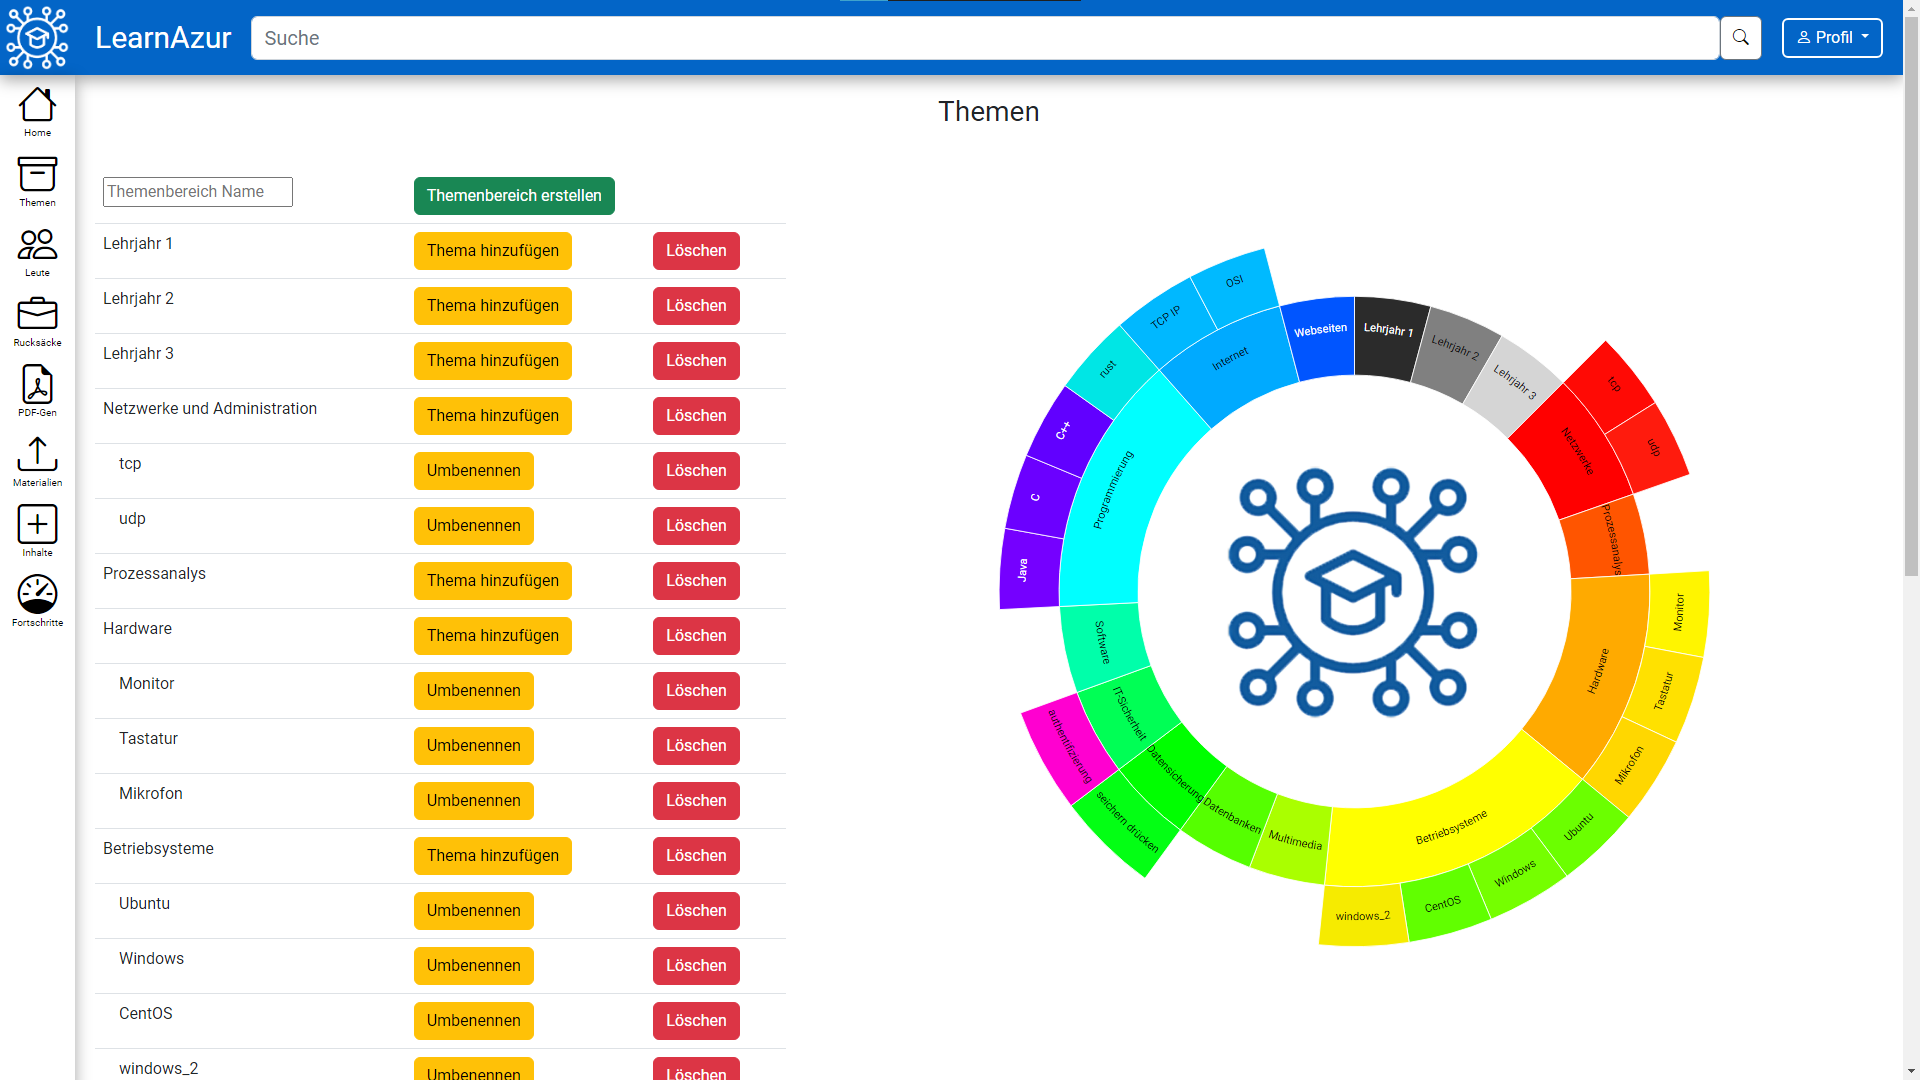 LearnAzur
Suche
Profil
Home
Themen
Leute
Rucksäcke
PDF-Gen
Materialien
Inhalte
Fortschritte
Themen
Themenbereich Name
Themenbereich erstellen
Lehrjahr 1 Thema hinzufügen Löschen
Lehrjahr 2 Thema hinzufügen Löschen
Lehrjahr 3 Thema hinzufügen Löschen
Netzwerke und Administration Thema hinzufügen Löschen
tcp Umbenennen Löschen
udp Umbenennen Löschen
Prozessanalys Thema hinzufügen Löschen
Hardware Thema hinzufügen Löschen
Monitor Umbenennen Löschen
Tastatur Umbenennen Löschen
Mikrofon Umbenennen Löschen
Betriebsysteme Thema hinzufügen Löschen
Ubuntu Umbenennen Löschen
Windows Umbenennen Löschen
CentOS Umbenennen Löschen
windows_2 Umbenennen Löschen
Lehrjahr 1
Lehrjahr 2
Lehrjahr 3
Netzwerke
tcp
udp
Prozessanalys
Hardware
Monitor
Tastatur
Mikrofon
Betriebsysteme
Ubuntu
Windows
CentOS
windows_2
Multimedia
Datenbanken
Datensicherung
seichern drücken
IT-Sicherheit
authentifizierung
Software
Programmierung
Java
C
C++
rust
Internet
TCP IP
OSI
Webseiten